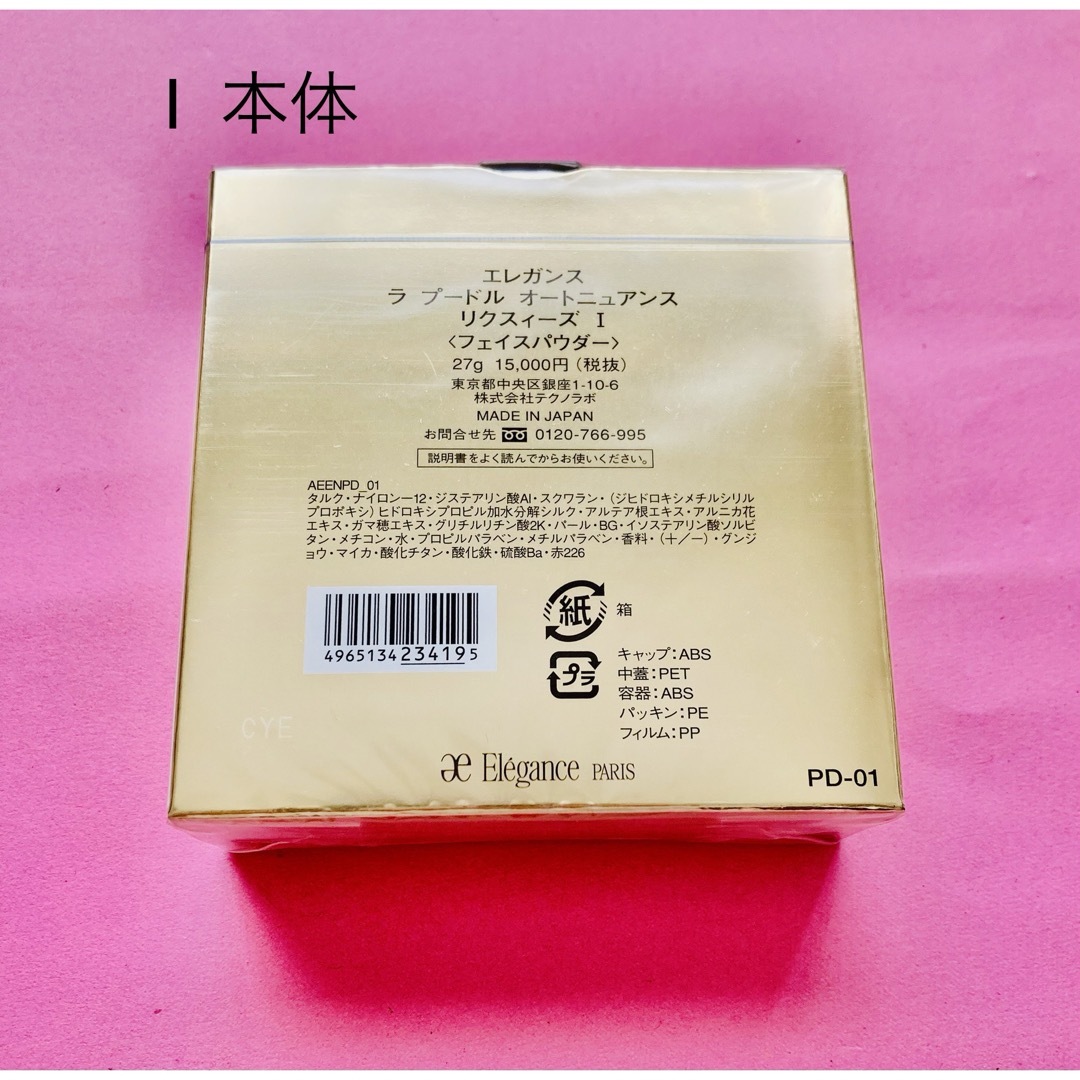 I 本体
エレガンス
ラ プードル オートニュアンス
リクスィーズ I
〈フェイスパウダー〉
27g 15,000円(税抜)
東京都中央区銀座1-10-6
株式会社テクノラボ
MADE IN JAPAN
お問合せ先 0120-766-995
説明書をよく読んでからお使いください。
AEENPD_01
タルク・ナイロンー12・ジステアリン酸Al・スクワラン・(ジヒドロキシメチルシリル
プロポキシ)ヒドロキシプロピル加水分解シルク・アルテア根エキス・アルニカ花
エキス・ガマ穂エキス・グリチルリチン酸2K・パール・BG・イソステアリン酸ソルビ
タン・メチコン・水・プロピルパラベン・メチルパラベン・香料・(+/−)・グンジ
ョウ・マイカ・酸化チタン・酸化鉄・硫酸Ba・赤226
4965134234195
紙 箱
プラ
キャップ:ABS
中蓋:PET
容器:ABS
パッキン:PE
フィルム:PP
CYE
æ Elégance PARIS
PD-01